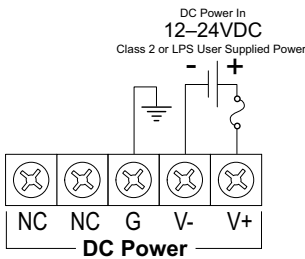 DC Power In
12–24VDC
Class 2 or LPS User Supplied Power
- +
NC NC G V- V+
DC Power